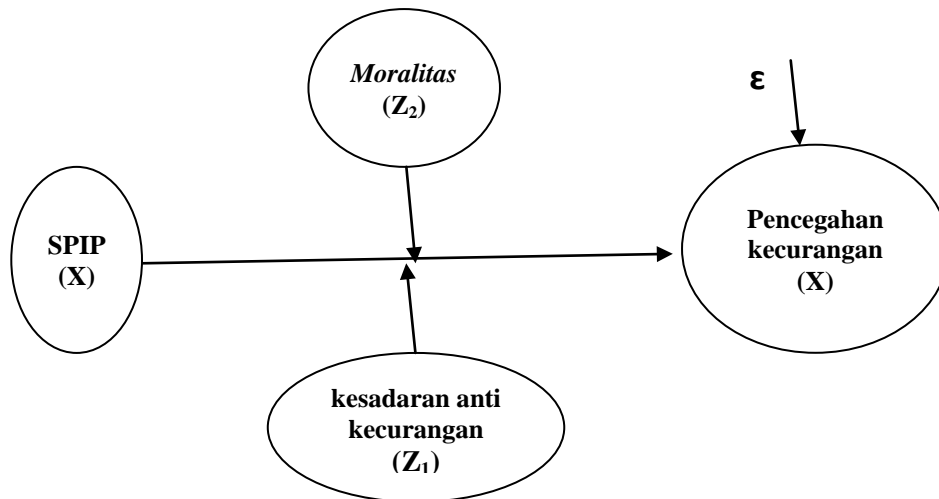 Moralitas
(Z₂)
ε
SPIP
(X)
Pencegahan
kecurangan
(X)
kesadaran anti
kecurangan
(Z₁)